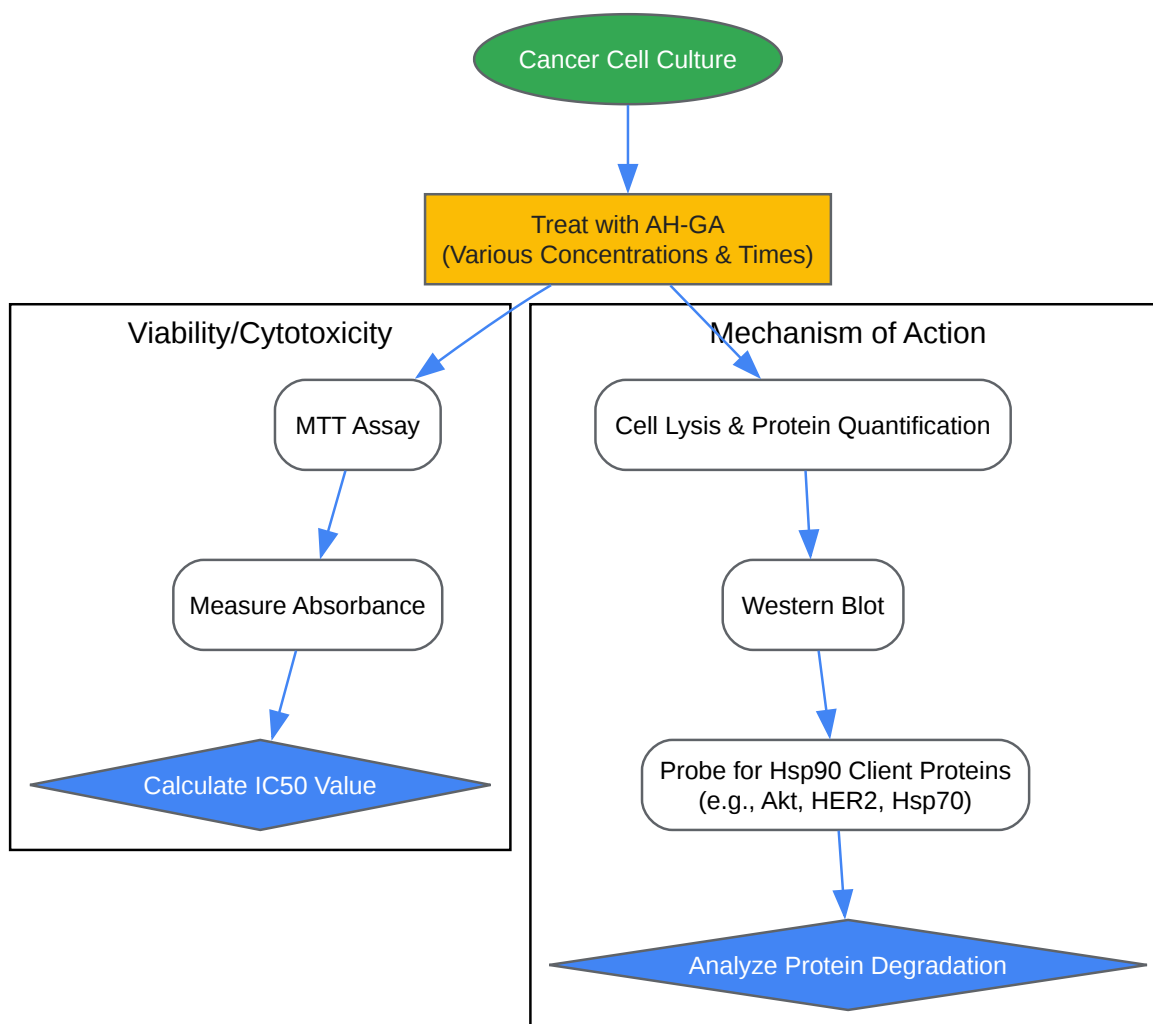 Cancer Cell Culture
Treat with AH-GA
(Various Concentrations & Times)
Viability/Cytotoxicity
MTT Assay
Measure Absorbance
Calculate IC50 Value
Mechanism of Action
Cell Lysis & Protein Quantification
Western Blot
Probe for Hsp90 Client Proteins
(e.g., Akt, HER2, Hsp70)
Analyze Protein Degradation